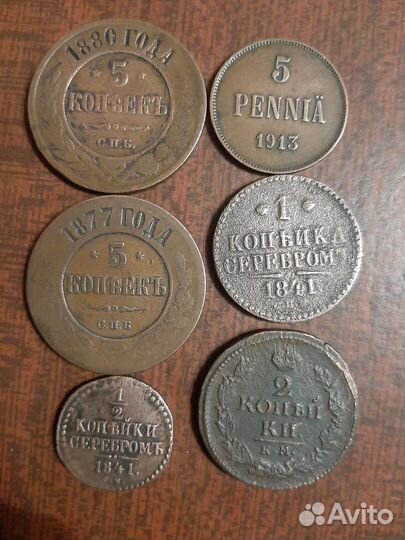 1880 ГОДА
5
КОПѢЕКЪ
С.П.Б.
5
PENNIÄ
1913
1877 ГОДА
5
КОПѢЕКЪ
С.П.Б.
1
КОПѢЙКА
СЕРЕБРОМЪ
1841.
1/2
КОПѢЙКИ
СЕРЕБРОМЪ
1841.
2
КОПѢЙ
КИ.
К.М.
Avito